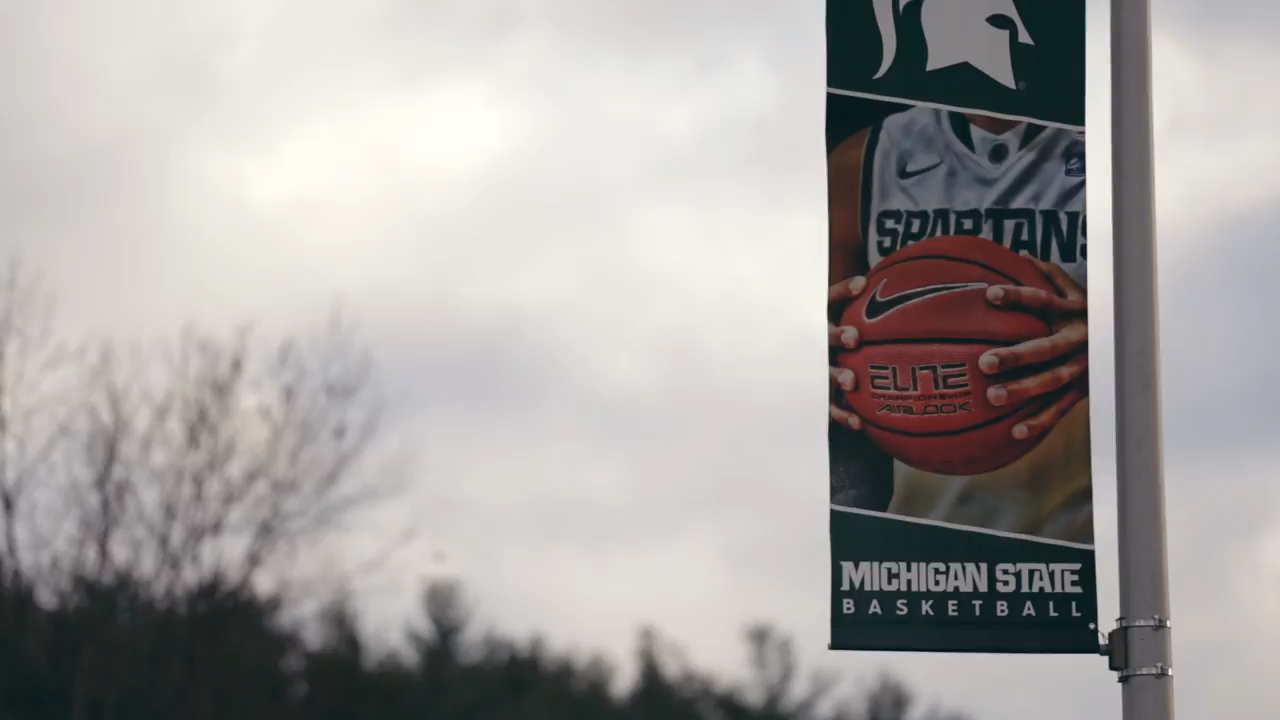 SPARTANS
ELITE
CHAMPIONSHIP
AIRLOCK
MICHIGAN STATE
BASKETBALL